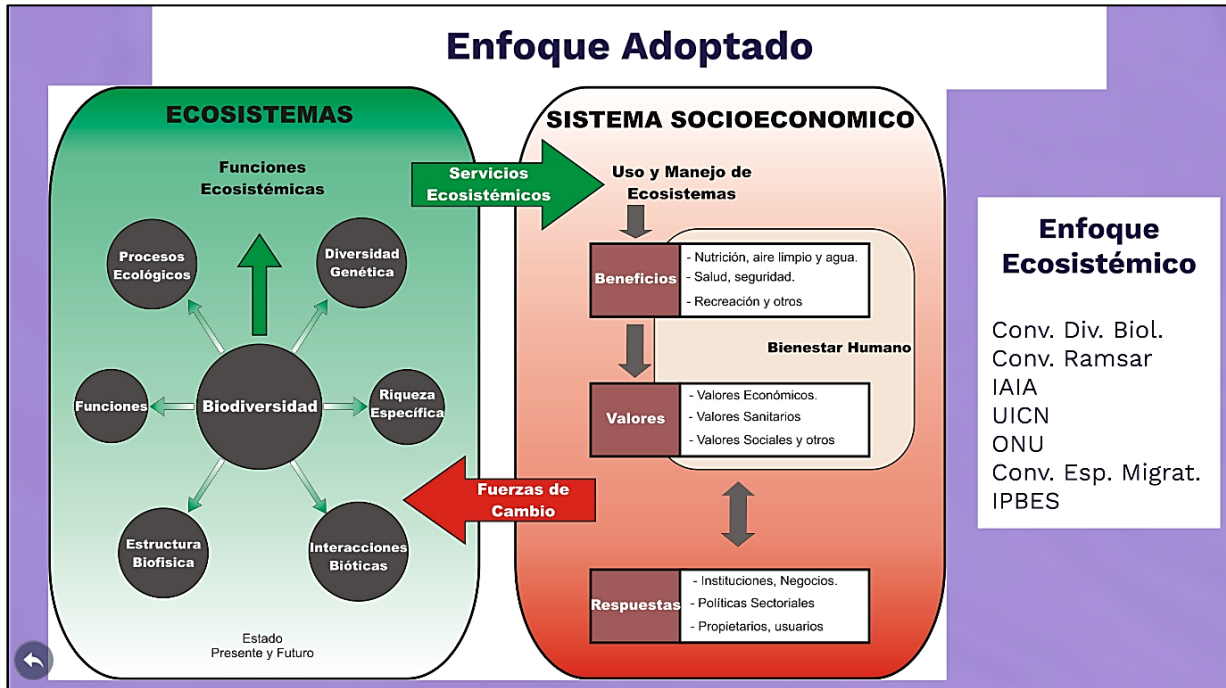 Enfoque Adoptado
ECOSISTEMAS
Funciones
Ecosistémicas
Procesos
Ecológicos
Diversidad
Genética
Funciones
Biodiversidad
Riqueza
Específica
Estructura
Biofisica
Interacciones
Bióticas
Estado
Presente y Futuro
Servicios
Ecosistémicos
Fuerzas de
Cambio
SISTEMA SOCIOECONOMICO
Uso y Manejo de
Ecosistemas
Beneficios
- Nutrición, aire limpio y agua.
- Salud, seguridad.
- Recreación y otros
Bienestar Humano
Valores
- Valores Económicos.
- Valores Sanitarios
- Valores Sociales y otros
Respuestas
- Instituciones, Negocios.
- Políticas Sectoriales
- Propietarios, usuarios
Enfoque
Ecosistémico
Conv. Div. Biol.
Conv. Ramsar
IAIA
UICN
ONU
Conv. Esp. Migrat.
IPBES